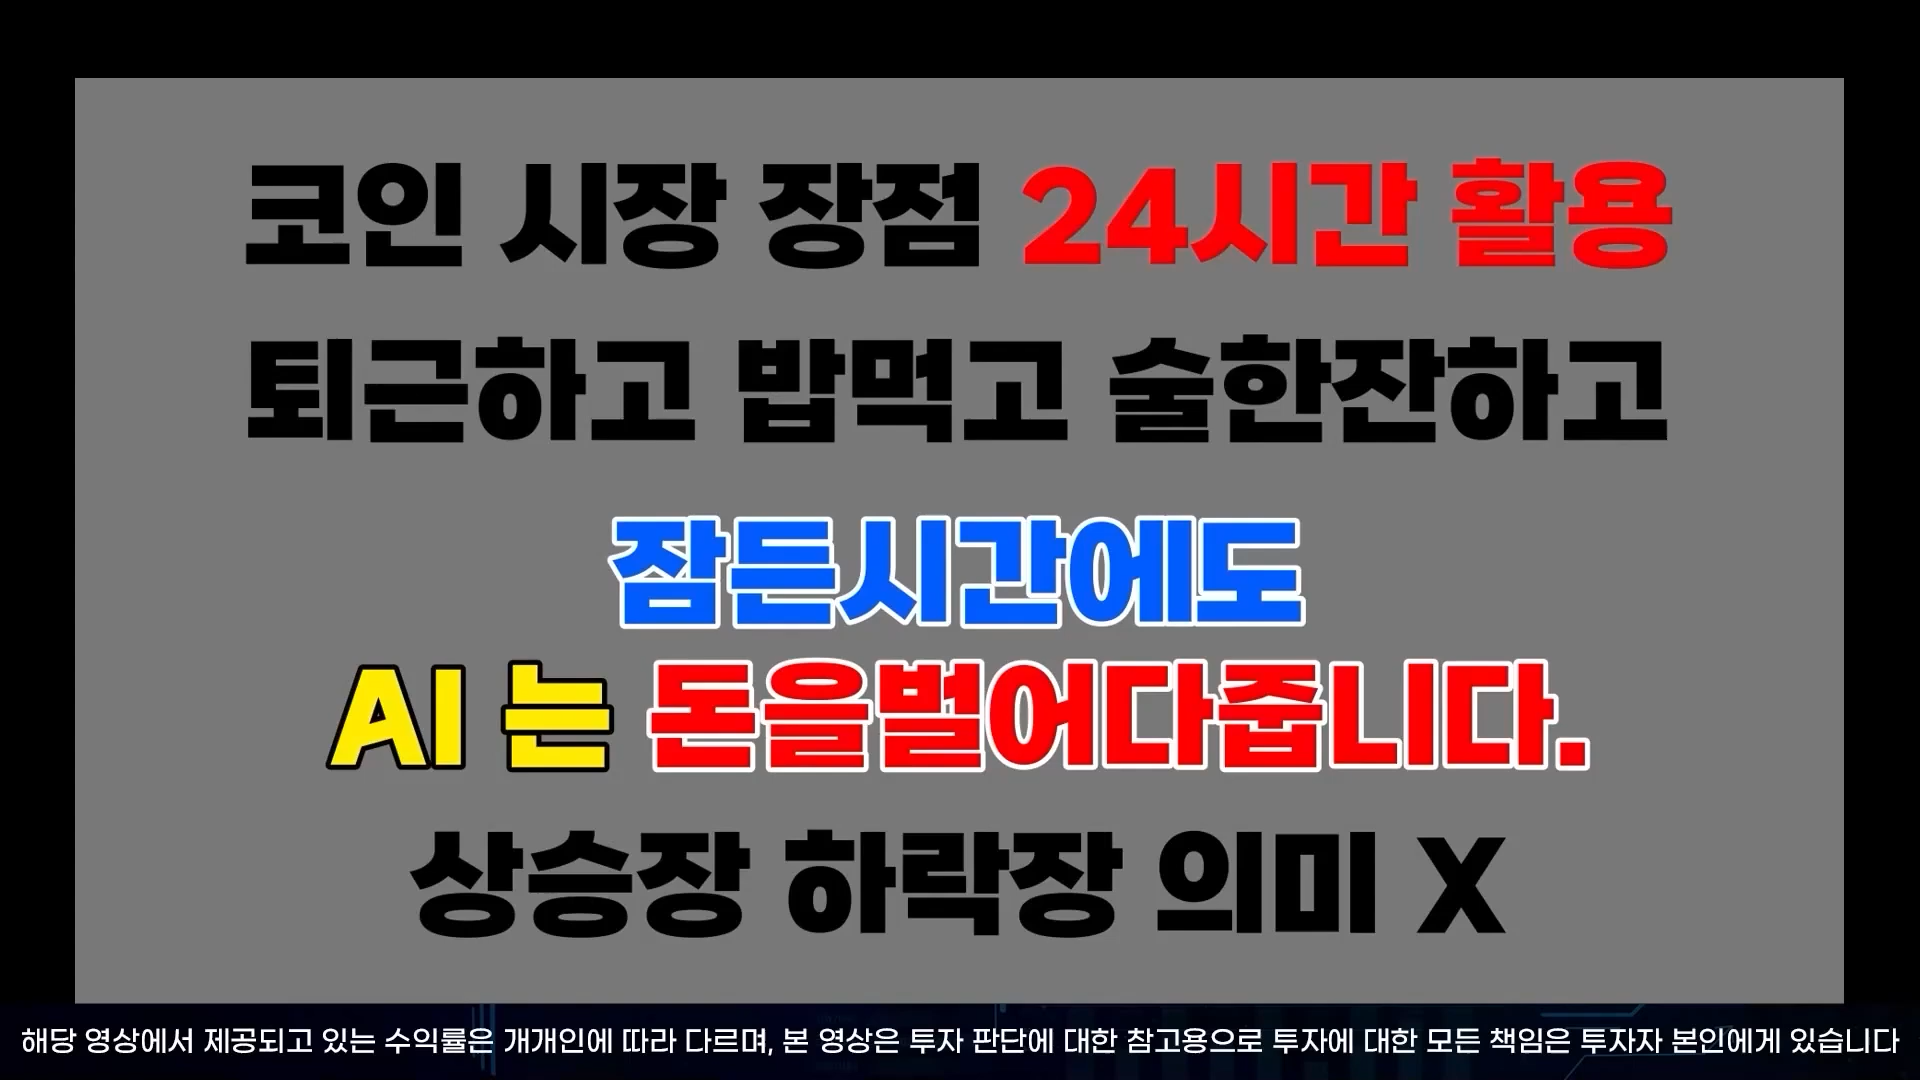 코인 시장 장점 24시간 활용
퇴근하고 밥먹고 술한잔하고
잠든시간에도
AI 는 돈을벌어다줍니다.
상승장 하락장 의미 X
해당 영상에서 제공되고 있는 수익률은 개개인에 따라 다르며, 본 영상은 투자 판단에 대한 참고용으로 투자에 대한 모든 책임은 투자자 본인에게 있습니다